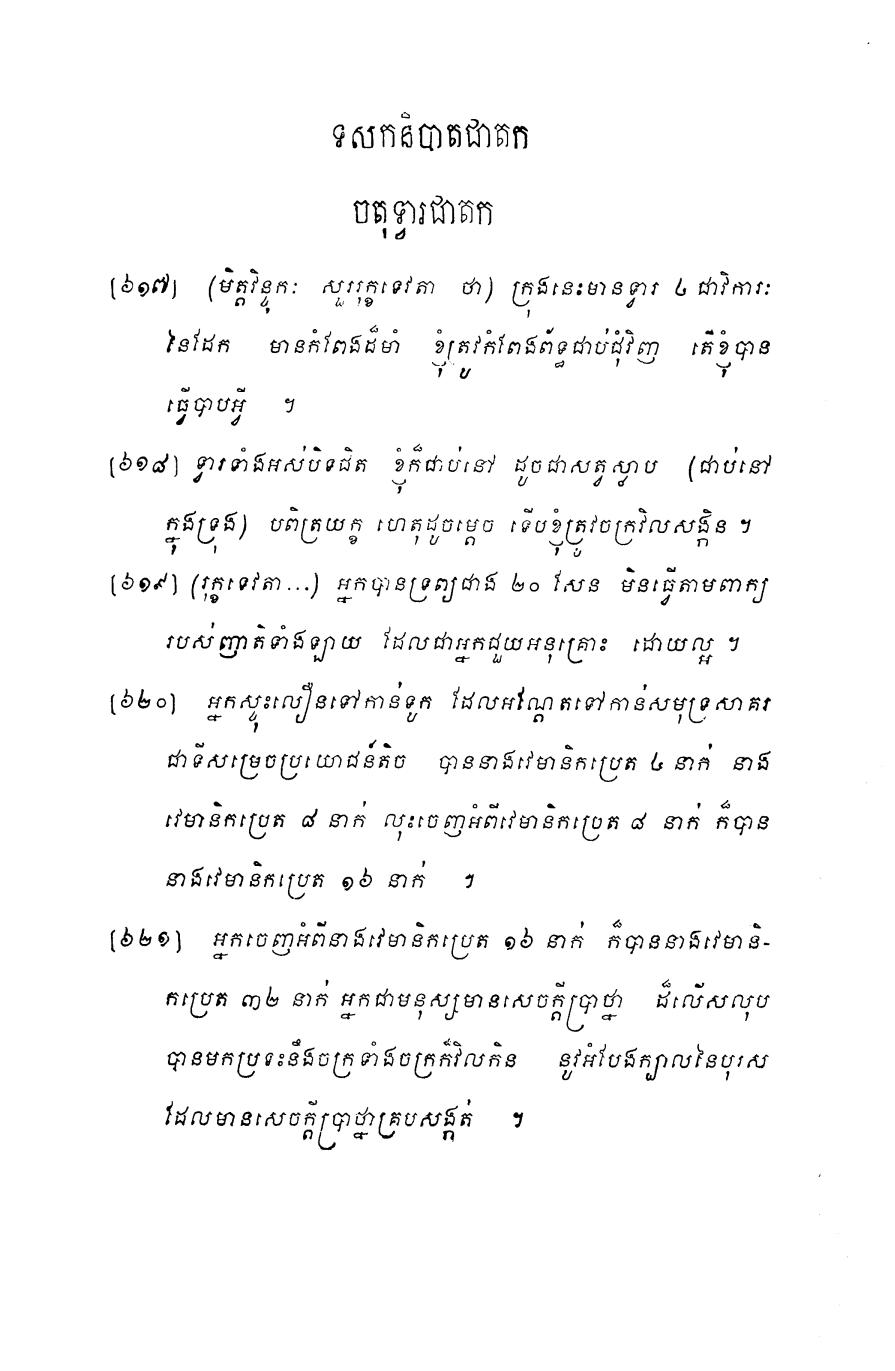 ទសកនិបាតជាតក
ចតុទ្វារជាតក
[៦១៧] (មិត្តវិន្ទុកៈ សួររុក្ខទេវតា ថា) ក្រុងនេះមានទ្វារ ៤ ជាវិការៈ
នៃដែក មានកំពែងដ៏មាំ ខ្ញុំត្រូវកំពែងព័ទ្ធជាប់ជុំវិញ តើខ្ញុំបាន
ធ្វើបាបអ្វី ។
[៦១៨] ទ្វារទាំងអស់បិទជិត ខ្ញុំក៏ជាប់នៅ ដូចជាសត្វស្លាប (ជាប់នៅ
ក្នុងទ្រុង) បពិត្រយក្ខ ហេតុដូចម្ដេច ទើបខ្ញុំត្រូវចក្រវិលសង្កិន ។
[៦១៩] (រុក្ខទេវតា...) អ្នកបានទ្រព្យជាង ២០ សែន មិនធ្វើតាមពាក្យ
របស់ញាតិទាំងឡាយ ដែលជាអ្នកជួយអនុគ្រោះ ដោយល្អ ។
[៦២០] អ្នកស្ទុះលឿនទៅកាន់ទូក ដែលអណ្ដែតទៅកាន់សមុទ្រសាគរ
ជាទីសម្រេចប្រយោជន៍តិច បាននាងវេមានិកប្រេត ៤ នាក់ នាង
វេមានិកប្រេត ៨ នាក់ លុះចេញអំពីវេមានិកប្រេត ៨ នាក់ ក៏បាន
នាងវេមានិកប្រេត ១៦ នាក់ ។
[៦២១] អ្នកចេញអំពីនាងវេមានិកប្រេត ១៦ នាក់ ក៏បាននាងវេមានិ-
កប្រេត ៣២ នាក់ អ្នកជាមនុស្សមានសេចក្ដីប្រាថ្នា ដ៏លើសលុប
បានមកប្រទះនឹងចក្រ ទាំងចក្រក៏វិលកិន នូវអំបែងក្បាលនៃបុរស
ដែលមានសេចក្ដីប្រាថ្នាគ្របសង្កត់ ។